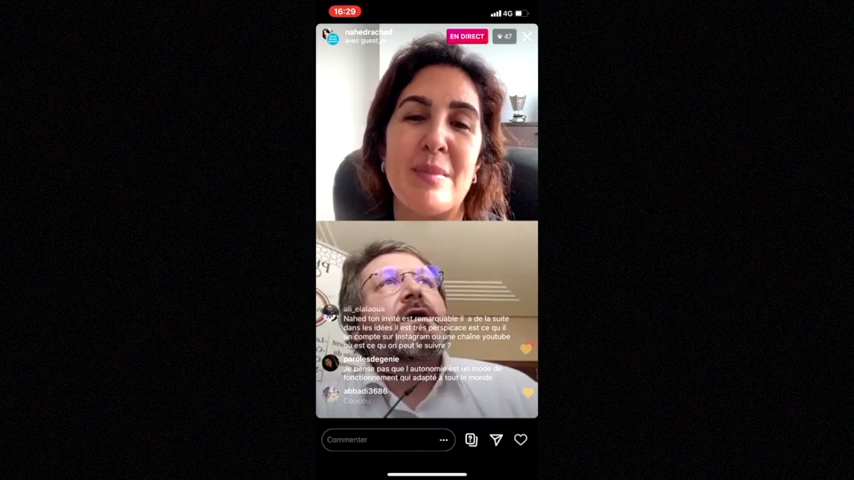 16:29
4G
nahedrachad
avec guest_
EN DIRECT
47
ali_elalaoui
Nahed ton invité est remarquable il a de la suite
dans les idées il est très perspicace est ce qu il
un compte sur Instagram ou une chaîne youtube
où est ce qu on peut le suivre ?
parolesdegenie
Je pense pas que l autonomie est un mode de
fonctionnement qui adapté à tout le monde
abbadi3686
Coucou
Commenter